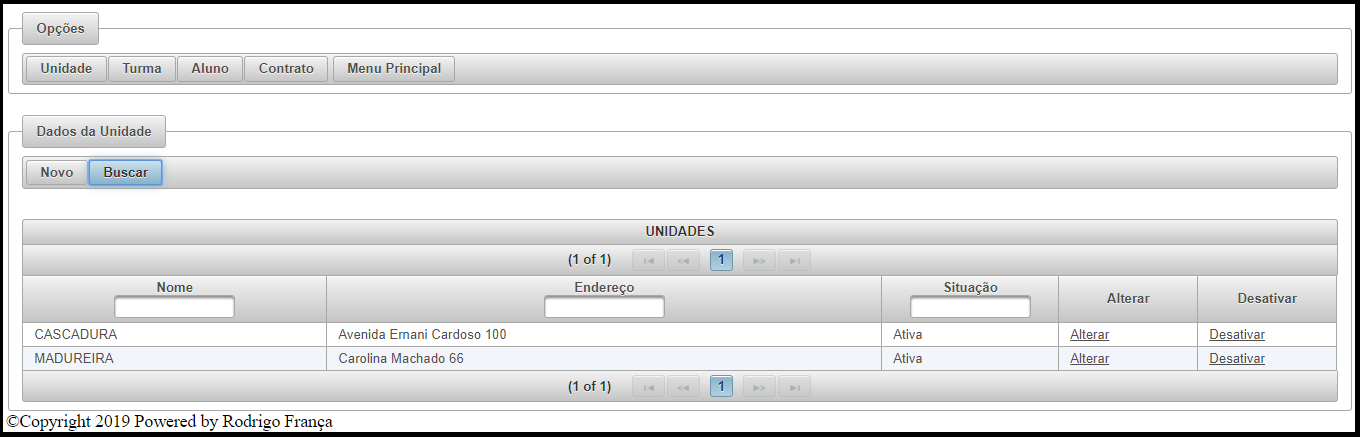 Opções
Unidade Turma Aluno Contrato Menu Principal
Dados da Unidade
Novo Buscar
UNIDADES
(1 of 1) 1
Nome Endereço Situação Alterar Desativar
CASCADURA Avenida Ernani Cardoso 100 Ativa Alterar Desativar
MADUREIRA Carolina Machado 66 Ativa Alterar Desativar
(1 of 1) 1
©Copyright 2019 Powered by Rodrigo França